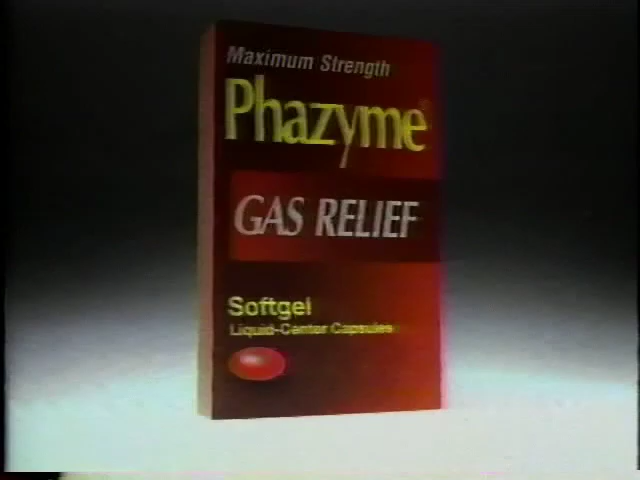 Maximum Strength
Phazyme®
GAS RELIEF
Softgel
Liquid-Center Capsules